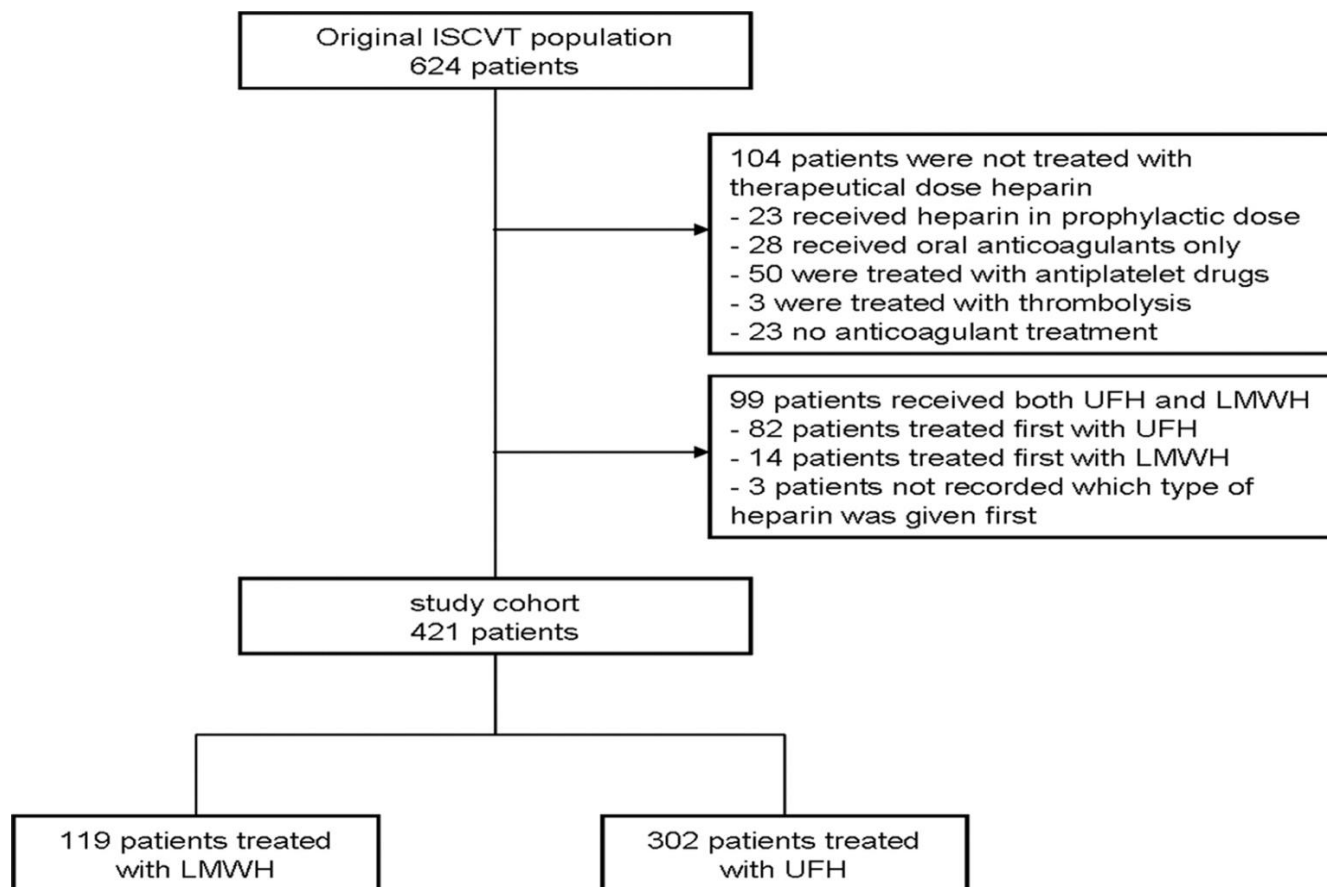 Original ISCVT population
624 patients
104 patients were not treated with
therapeutical dose heparin
- 23 received heparin in prophylactic dose
- 28 received oral anticoagulants only
- 50 were treated with antiplatelet drugs
- 3 were treated with thrombolysis
- 23 no anticoagulant treatment
99 patients received both UFH and LMWH
- 82 patients treated first with UFH
- 14 patients treated first with LMWH
- 3 patients not recorded which type of
heparin was given first
study cohort
421 patients
119 patients treated
with LMWH
302 patients treated
with UFH